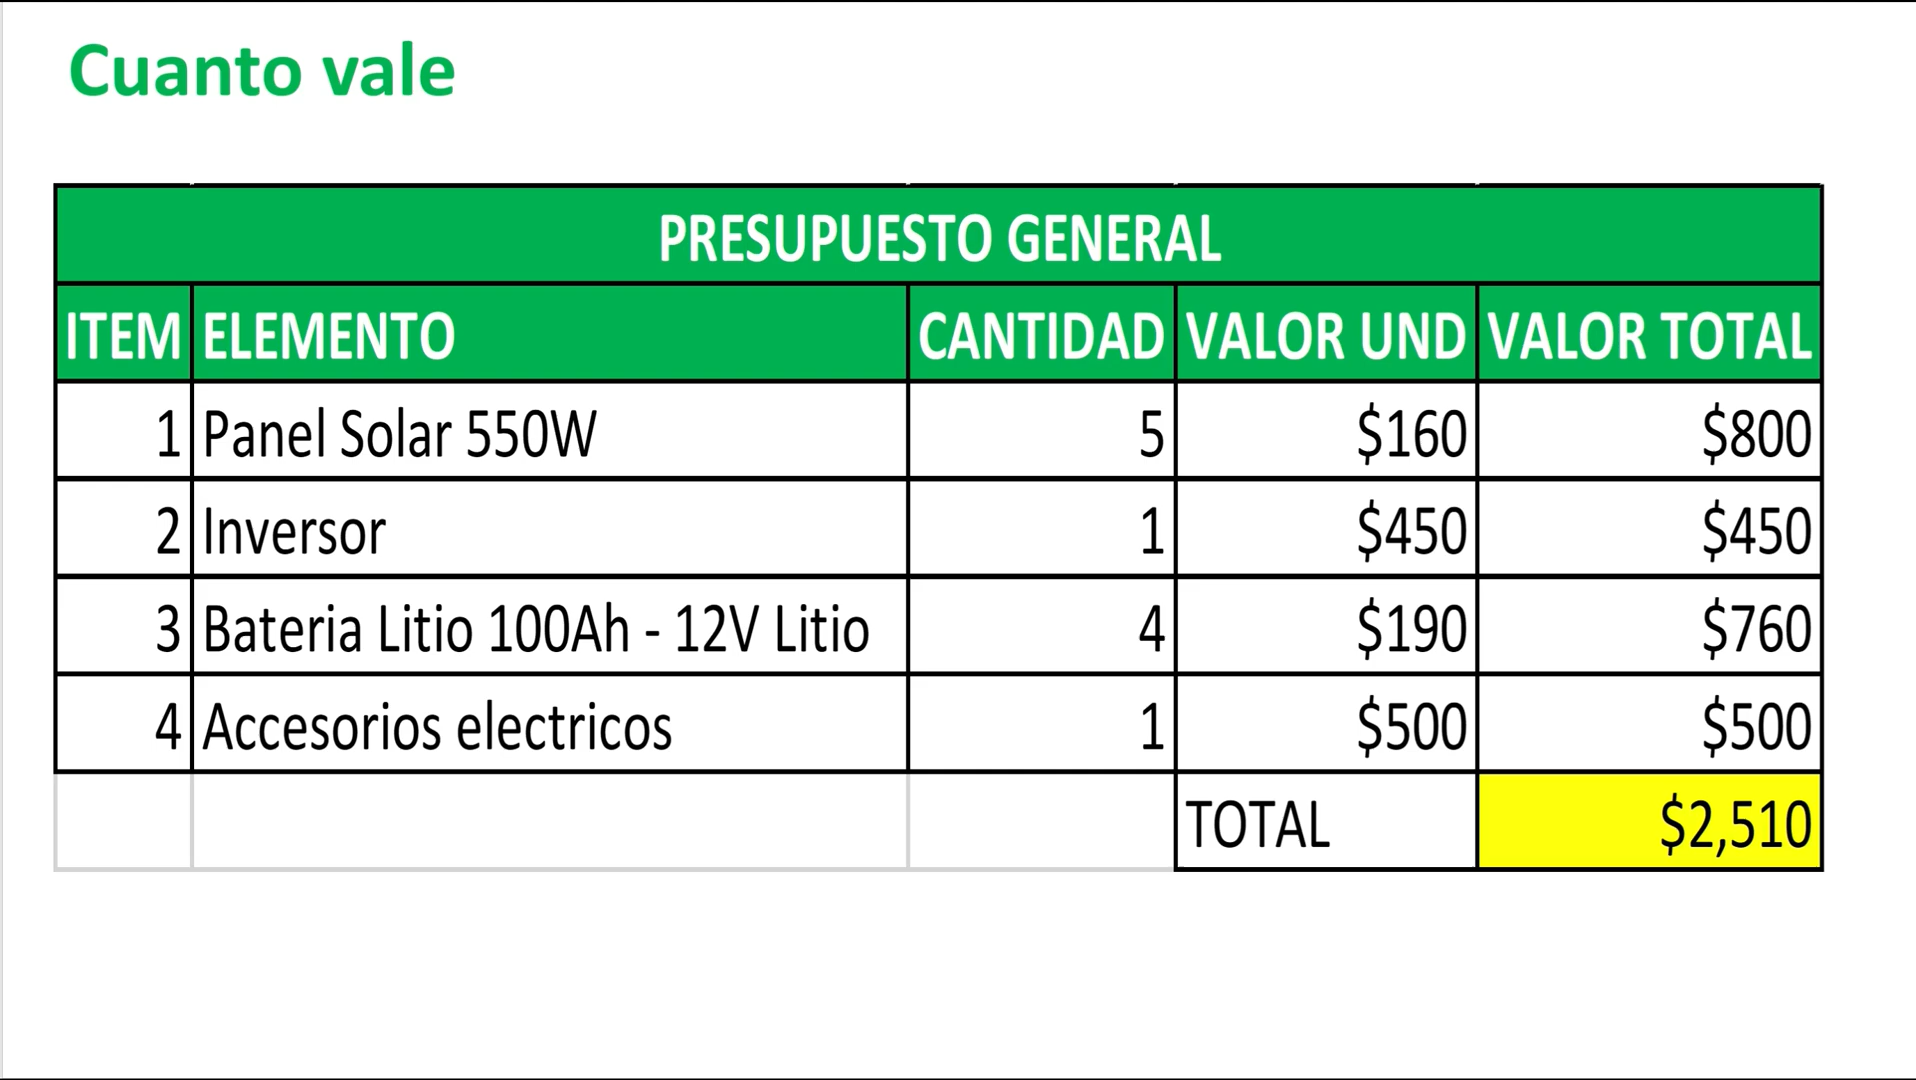 Cuanto vale
PRESUPUESTO GENERAL
ITEM ELEMENTO CANTIDAD VALOR UND VALOR TOTAL
1 Panel Solar 550W 5 $160 $800
2 Inversor 1 $450 $450
3 Bateria Litio 100Ah - 12V Litio 4 $190 $760
4 Accesorios electricos 1 $500 $500
TOTAL $2,510